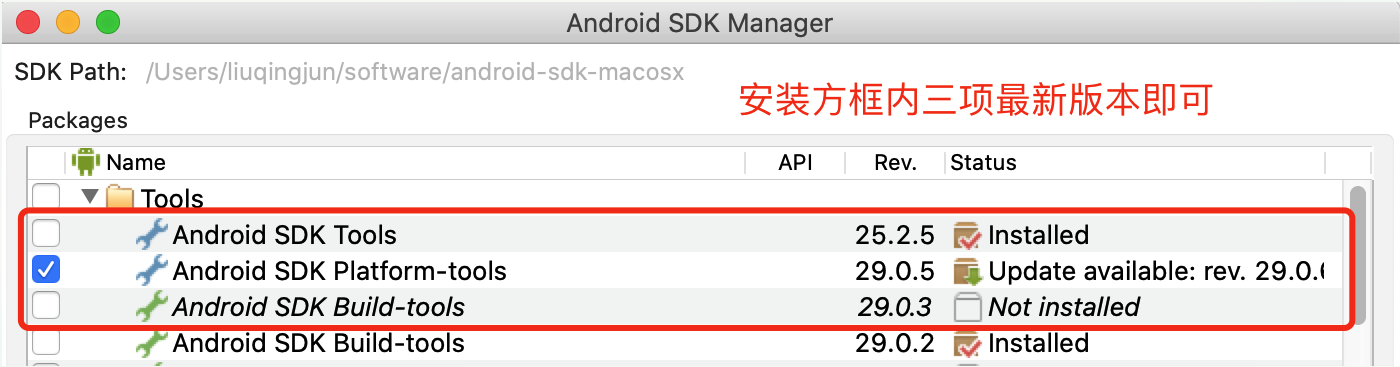 Android SDK Manager
SDK Path: /Users/liuqingjun/software/android-sdk-macosx
安装方框内三项最新版本即可
Packages
Name API Rev. Status
Tools
Android SDK Tools 25.2.5 Installed
Android SDK Platform-tools 29.0.5 Update available: rev. 29.0.6
Android SDK Build-tools 29.0.3 Not installed
Android SDK Build-tools 29.0.2 Installed